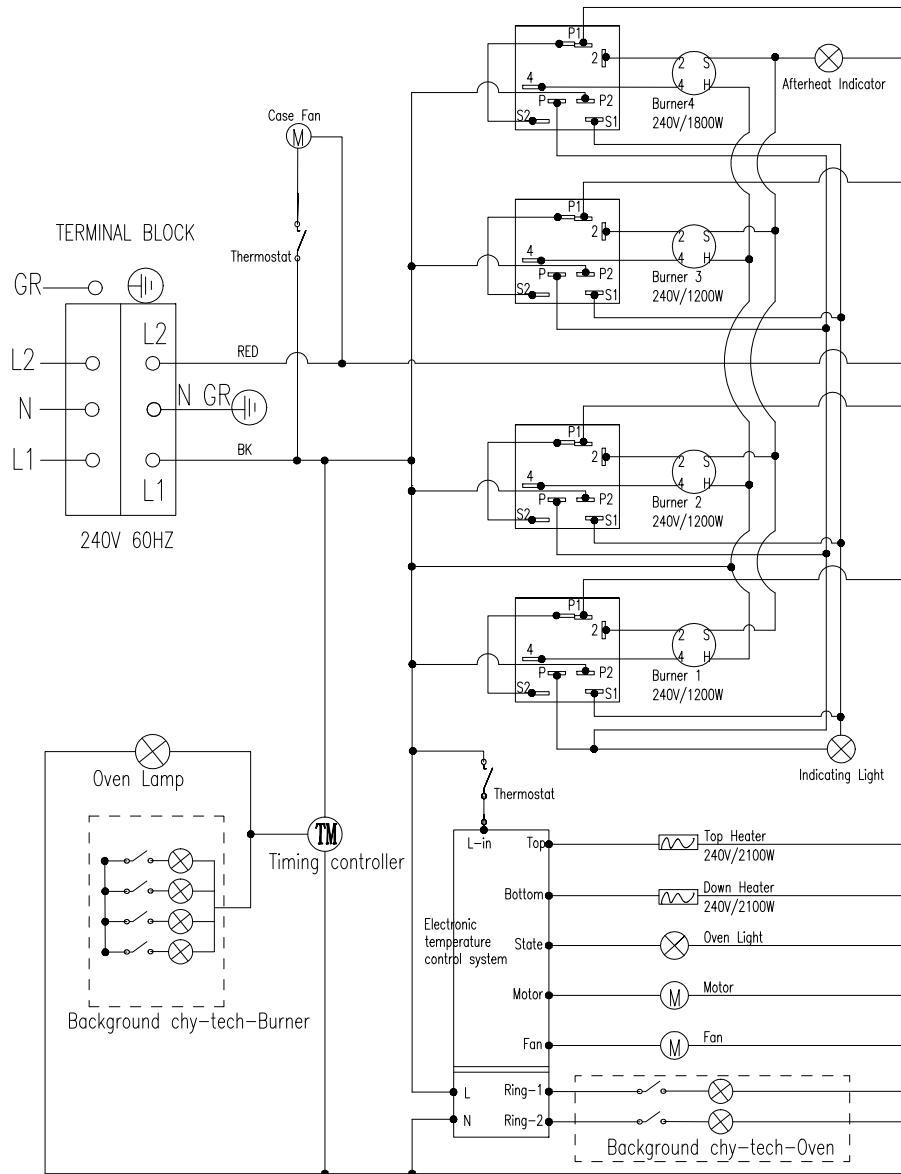 P1
2
4
P
P2
S2
S1
2
S
4
H
Burner4
240V/1800W
Afterheat Indicator
Case Fan
M
Thermostat
P1
2
4
P
P2
S2
S1
2
S
4
H
Burner 3
240V/1200W
TERMINAL BLOCK
GR
L2
L2
RED
N
N GR
L1
BK
L1
240V 60HZ
P1
2
4
P
P2
S2
S1
2
S
4
H
Burner 2
240V/1200W
P1
2
4
P
P2
S2
S1
2
S
4
H
Burner 1
240V/1200W
Indicating Light
Oven Lamp
TM
Timing controller
Background chy-tech-Burner
Thermostat
L-in
Top
Bottom
Electronic
temperature
control system
State
Motor
Fan
L
N
Ring-1
Ring-2
Top Heater
240V/2100W
Down Heater
240V/2100W
Oven Light
M
Motor
M
Fan
Background chy-tech-Oven